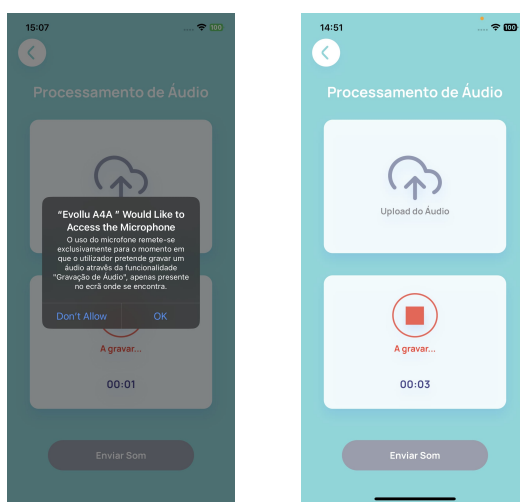 15:07
100
Processamento de Áudio
"Evollu A4A " Would Like to
Access the Microphone
O uso do microfone remete-se
exclusivamente para o momento em
que o utilizador pretende gravar um
áudio através da funcionalidade
"Gravação de Áudio", apenas presente
no ecrã onde se encontra.
Don't Allow
OK
A gravar...
00:01
Enviar Som
14:51
100
Processamento de Áudio
Upload do Áudio
A gravar...
00:03
Enviar Som